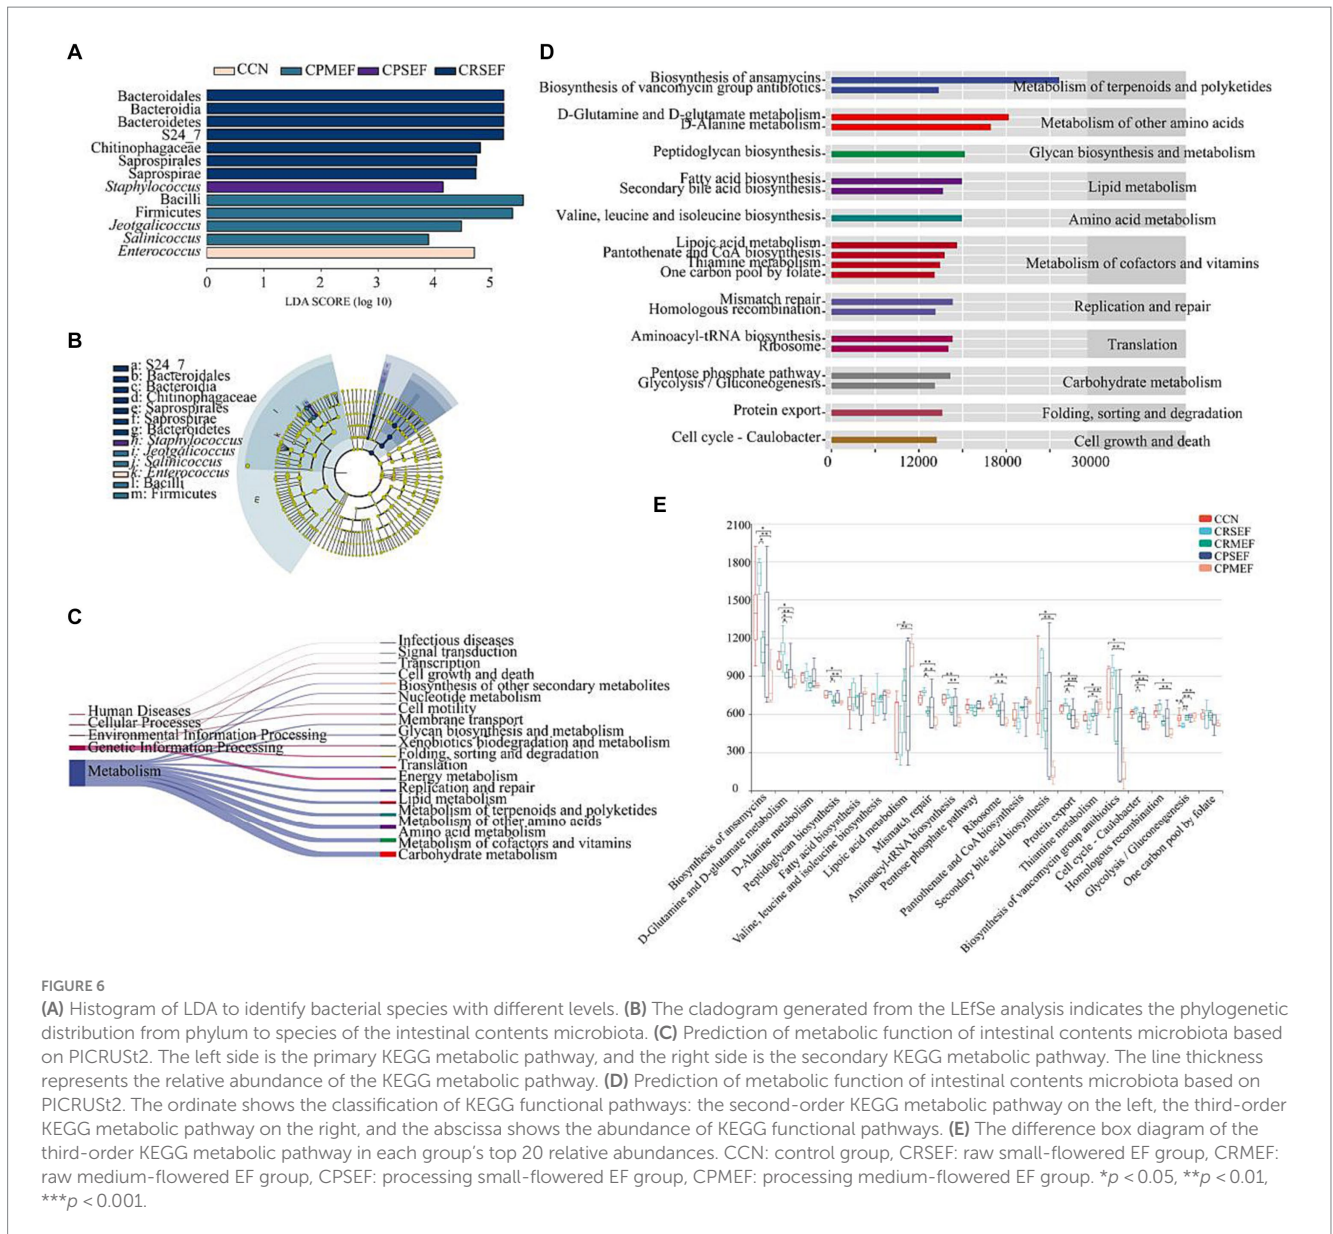 A
CCN CPMEF CPSEF CRSEF
Bacteroidales
Bacteroidia
Bacteroidetes
S24_7
Chitinophagaceae
Saprospirales
Saprospirae
Staphylococcus
Bacilli
Firmicutes
Jeotgalicoccus
Salinicoccus
Enterococcus
0 1 2 3 4 5
LDA SCORE (log 10)
B
a: S24_7
b: Bacteroidales
c: Bacteroidia
d: Chitinophagaceae
e: Saprospirales
f: Saprospirae
g: Bacteroidetes
h: Staphylococcus
i: Jeotgalicoccus
j: Salinicoccus
k: Enterococcus
l: Bacilli
m: Firmicutes
l
k
m
C
Human Diseases
Cellular Processes
Environmental Information Processing
Genetic Information Processing
Metabolism
Infectious diseases
Signal transduction
Transcription
Cell growth and death
Biosynthesis of other secondary metabolites
Nucleotide metabolism
Cell motility
Membrane transport
Glycan biosynthesis and metabolism
Xenobiotics biodegradation and metabolism
Folding, sorting and degradation
Translation
Energy metabolism
Replication and repair
Lipid metabolism
Metabolism of terpenoids and polyketides
Metabolism of other amino acids
Amino acid metabolism
Metabolism of cofactors and vitamins
Carbohydrate metabolism
D
Biosynthesis of ansamycins
Biosynthesis of vancomycin group antibiotics
Metabolism of terpenoids and polyketides
D-Glutamine and D-glutamate metabolism
D-Alanine metabolism
Metabolism of other amino acids
Peptidoglycan biosynthesis
Glycan biosynthesis and metabolism
Fatty acid biosynthesis
Secondary bile acid biosynthesis
Lipid metabolism
Valine, leucine and isoleucine biosynthesis
Amino acid metabolism
Lipoic acid metabolism
Pantothenate and CoA biosynthesis
Thiamine metabolism
One carbon pool by folate
Metabolism of cofactors and vitamins
Mismatch repair
Homologous recombination
Replication and repair
Aminoacyl-tRNA biosynthesis
Ribosome
Translation
Pentose phosphate pathway
Glycolysis / Gluconeogenesis
Carbohydrate metabolism
Protein export
Folding, sorting and degradation
Cell cycle - Caulobacter
Cell growth and death
0 12000 18000 30000
E
2100
1800
1500
1200
900
600
300
0
CCN
CRSEF
CRMEF
CPSEF
CPMEF
Biosynthesis of ansamycins
D-Glutamine and D-glutamate metabolism
D-Alanine metabolism
Peptidoglycan biosynthesis
Fatty acid biosynthesis
Valine, leucine and isoleucine biosynthesis
Lipoic acid metabolism
Mismatch repair
Aminoacyl-tRNA biosynthesis
Pentose phosphate pathway
Ribosome
Pantothenate and CoA biosynthesis
Secondary bile acid biosynthesis
Protein export
Thiamine metabolism
Biosynthesis of vancomycin group antibiotics
Cell cycle - Caulobacter
Homologous recombination
Glycolysis / Gluconeogenesis
One carbon pool by folate
FIGURE 6
(A) Histogram of LDA to identify bacterial species with different levels. (B) The cladogram generated from the LEfSe analysis indicates the phylogenetic
distribution from phylum to species of the intestinal contents microbiota. (C) Prediction of metabolic function of intestinal contents microbiota based
on PICRUSt2. The left side is the primary KEGG metabolic pathway, and the right side is the secondary KEGG metabolic pathway. The line thickness
represents the relative abundance of the KEGG metabolic pathway. (D) Prediction of metabolic function of intestinal contents microbiota based on
PICRUSt2. The ordinate shows the classification of KEGG functional pathways: the second-order KEGG metabolic pathway on the left, the third-order
KEGG metabolic pathway on the right, and the abscissa shows the abundance of KEGG functional pathways. (E) The difference box diagram of the
third-order KEGG metabolic pathway in each group's top 20 relative abundances. CCN: control group, CRSEF: raw small-flowered EF group, CRMEF:
raw medium-flowered EF group, CPSEF: processing small-flowered EF group, CPMEF: processing medium-flowered EF group. *p < 0.05, **p < 0.01,
***p < 0.001.